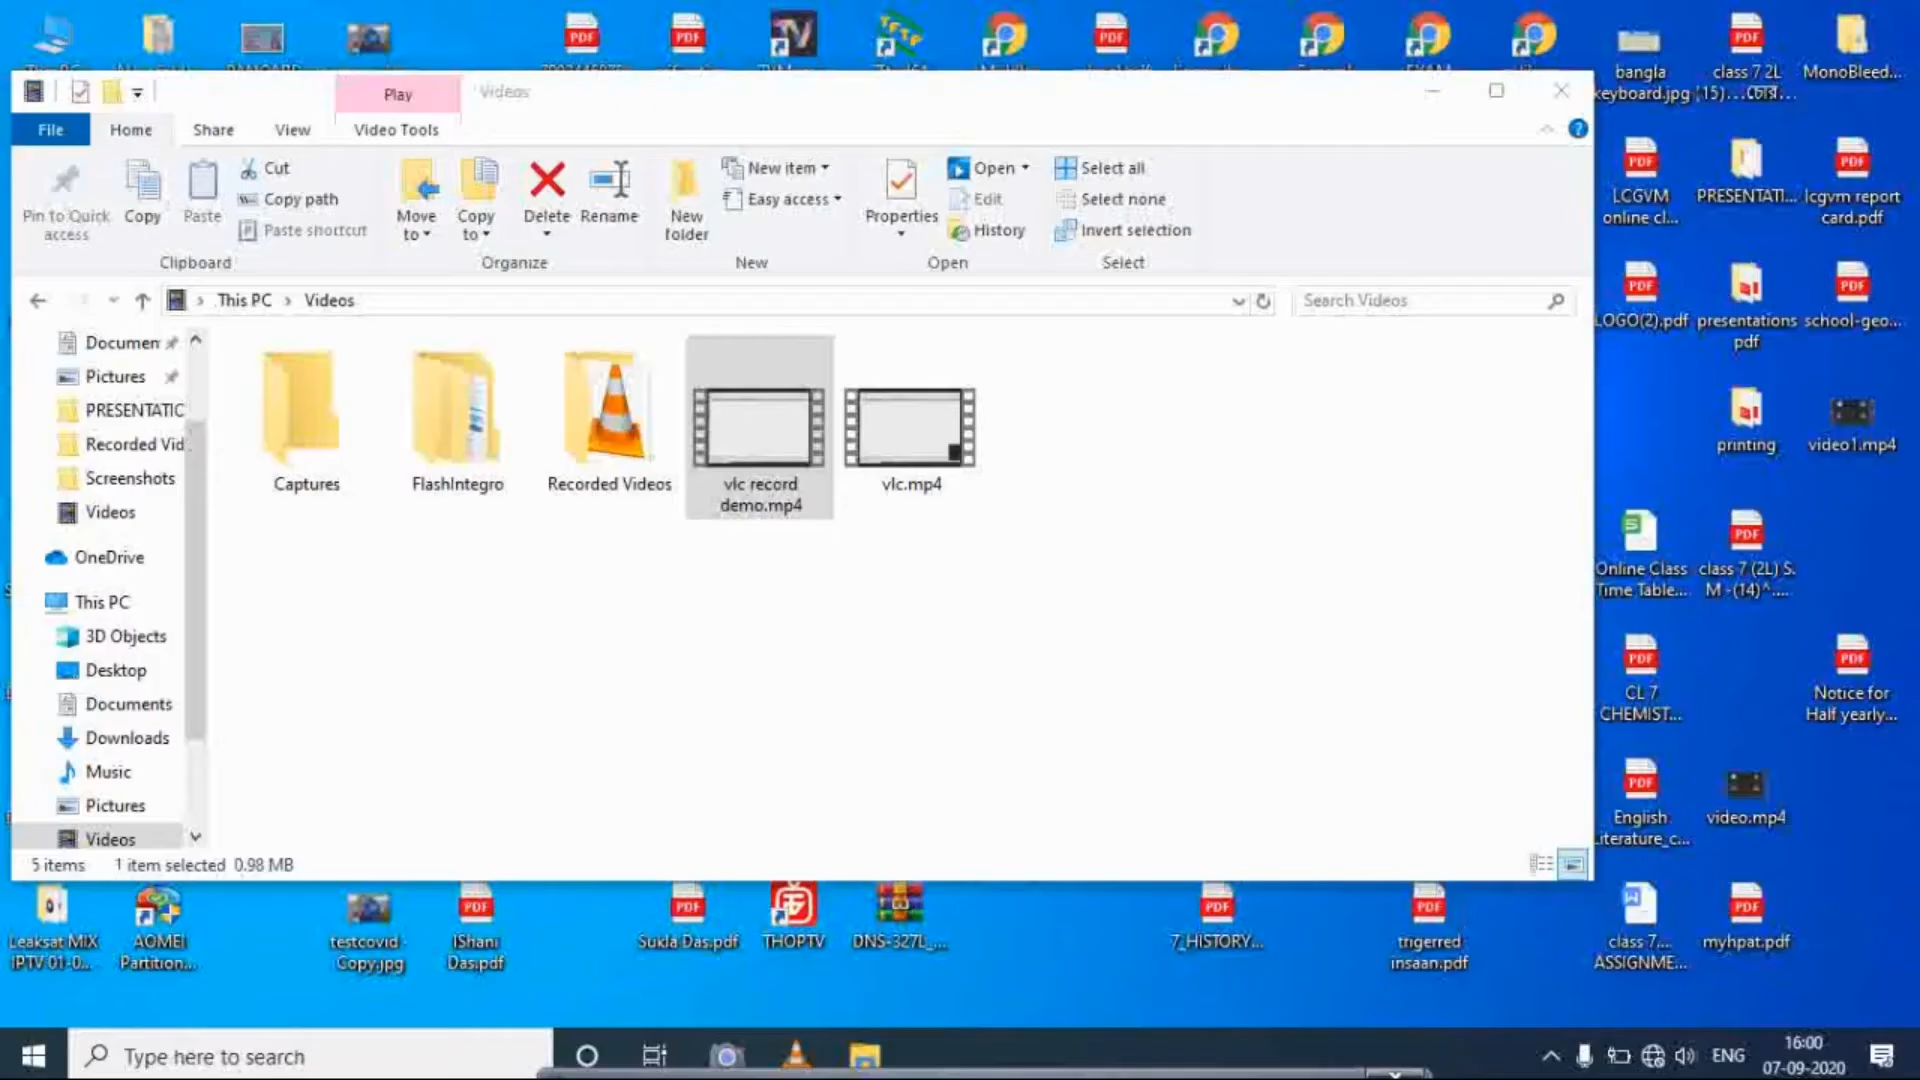 Play
Videos
File
Home
Share
View
Video Tools
Pin to Quick
access
Copy
Paste
Cut
Copy path
Paste shortcut
Clipboard
Move
to
Copy
to
Delete
Rename
Organize
New
folder
New item
Easy access
New
Properties
Open
Edit
History
Open
Select all
Select none
Invert selection
Select
This PC
Videos
Search Videos
Documen
Pictures
PRESENTATIC
Recorded Vid
Screenshots
Videos
OneDrive
This PC
3D Objects
Desktop
Documents
Downloads
Music
Pictures
Videos
Captures
FlashIntegro
Recorded Videos
vlc record
demo.mp4
vlc.mp4
5 items
1 item selected 0.98 MB
bangla
keyboard.jpg
class 7 2L
MonoBleed...
LCGVM
online cl...
PRESENTATI...
lcgvm report
card.pdf
LOGO(2).pdf
presentations
pdf
school-geo...
printing
video1.mp4
Online Class
Time Table...
class 7 (2L) S.
M -(14)^....
CL 7
CHEMIST...
Notice for
Half yearly...
English
Literature_c...
video.mp4
Leaksat MIX
IPTV 01-0...
AOMEI
Partition...
testcovid -
Copy.jpg
IShani
Das.pdf
Sukla Das.pdf
THOPTV
DNS-327L_...
7_HISTORY...
trigerred
insaan.pdf
class 7...
ASSIGNME...
myhpat.pdf
Type here to search
ENG
16:00
07-09-2020